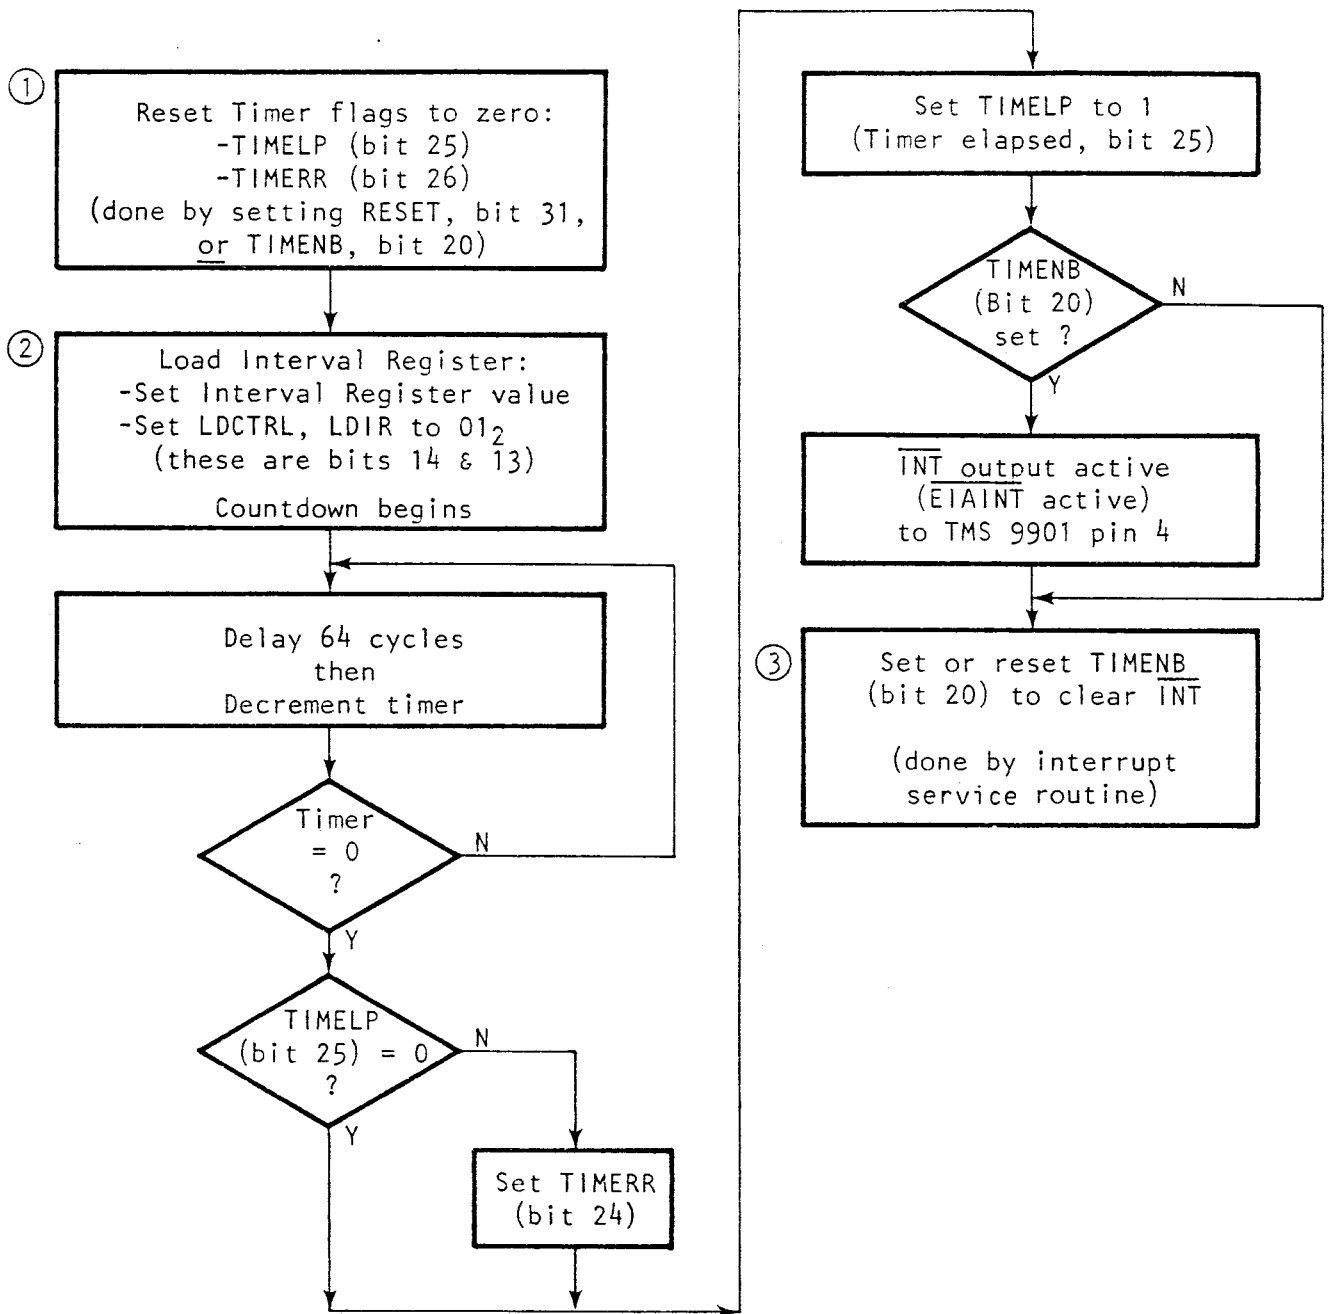 1
Reset Timer flags to zero:
-TIMELP (bit 25)
-TIMERR (bit 26)
(done by setting RESET, bit 31,
or TIMENB, bit 20)
2
Load Interval Register:
-Set Interval Register value
-Set LDCTRL, LDIR to 01₂
(these are bits 14 & 13)
Countdown begins
Delay 64 cycles
then
Decrement timer
Timer
= 0
?
N
Y
TIMELP
(bit 25) = 0
?
N
Y
Set TIMERR
(bit 24)
Set TIMELP to 1
(Timer elapsed, bit 25)
TIMENB
(Bit 20)
set ?
N
Y
I̅N̅T̅ output active
(E̅I̅A̅I̅N̅T̅ active)
to TMS 9901 pin 4
3
Set or reset TIMENB
(bit 20) to clear I̅N̅T̅
(done by interrupt
service routine)